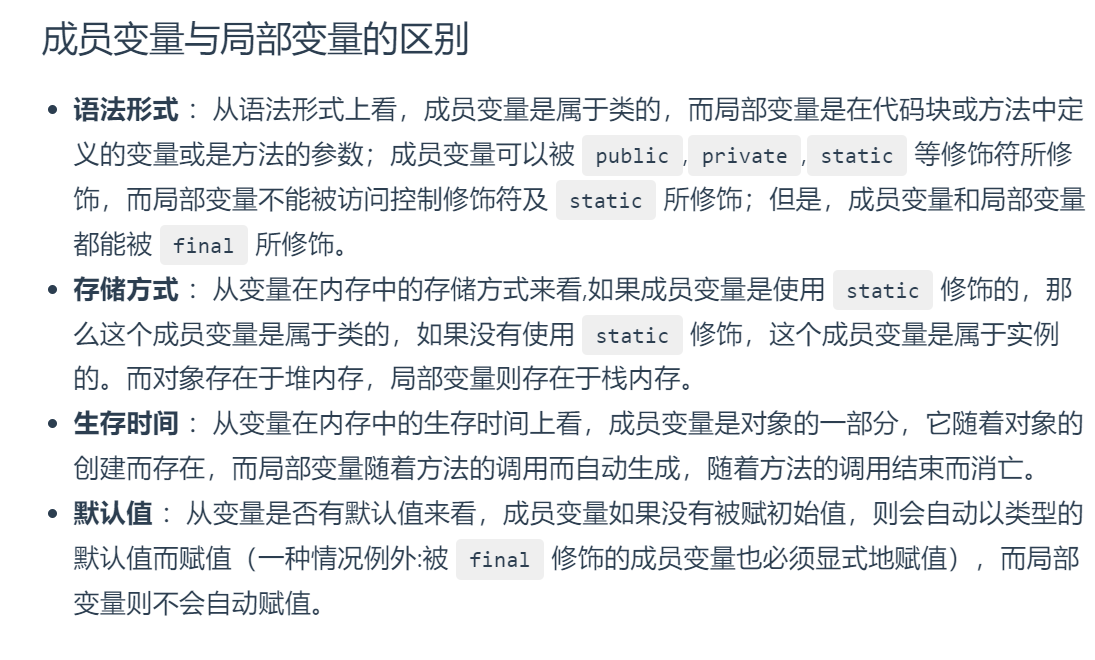 成员变量与局部变量的区别
• 语法形式 ：从语法形式上看，成员变量是属于类的，而局部变量是在代码块或方法中定
义的变量或是方法的参数；成员变量可以被 public , private , static 等修饰符所修
饰，而局部变量不能被访问控制修饰符及 static 所修饰；但是，成员变量和局部变量
都能被 final 所修饰。
• 存储方式 ：从变量在内存中的存储方式来看,如果成员变量是使用 static 修饰的，那
么这个成员变量是属于类的，如果没有使用 static 修饰，这个成员变量是属于实例
的。而对象存在于堆内存，局部变量则存在于栈内存。
• 生存时间 ：从变量在内存中的生存时间上看，成员变量是对象的一部分，它随着对象的
创建而存在，而局部变量随着方法的调用而自动生成，随着方法的调用结束而消亡。
• 默认值 ：从变量是否有默认值来看，成员变量如果没有被赋初始值，则会自动以类型的
默认值而赋值（一种情况例外:被 final 修饰的成员变量也必须显式地赋值），而局部
变量则不会自动赋值。